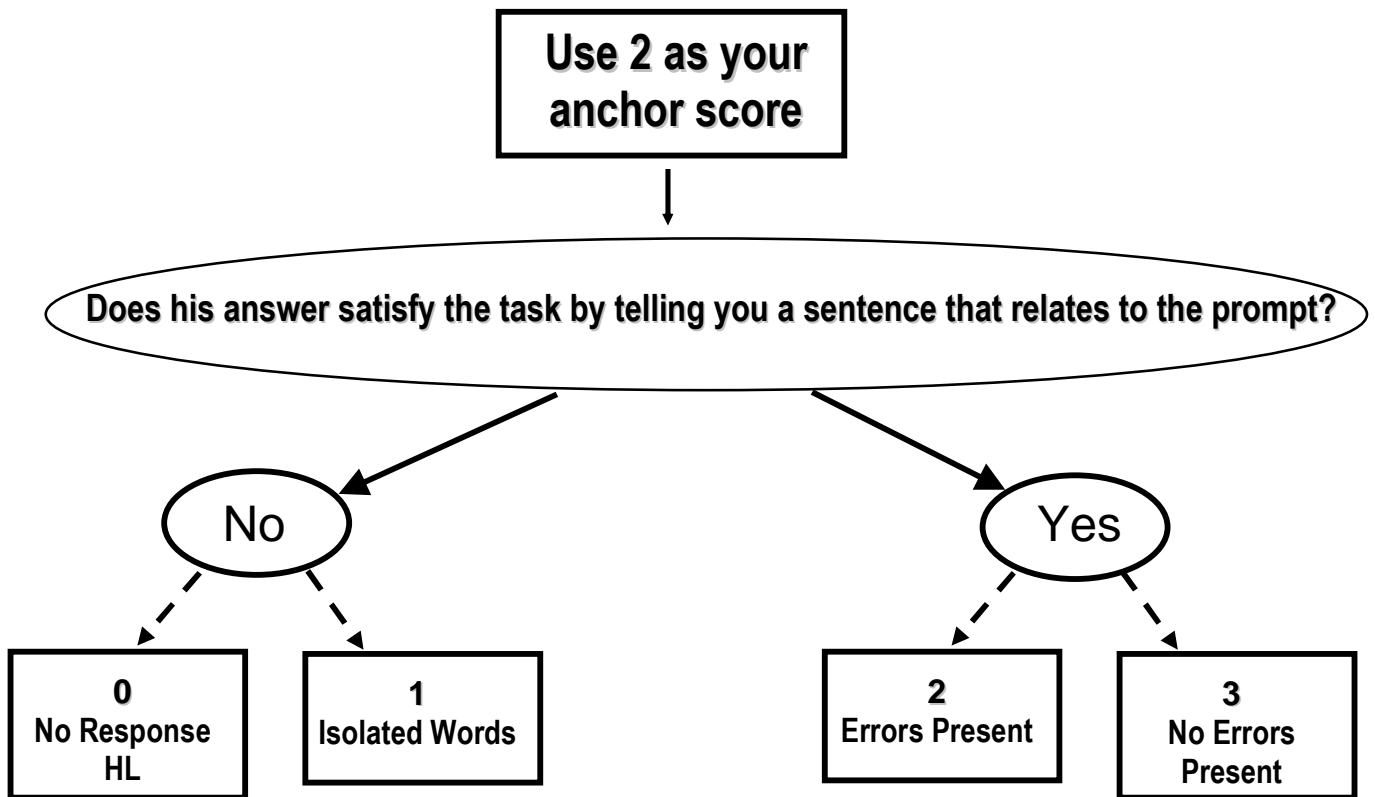 Use 2 as your
anchor score
Does his answer satisfy the task by telling you a sentence that relates to the prompt?
No
Yes
0
No Response
HL
1
Isolated Words
2
Errors Present
3
No Errors
Present